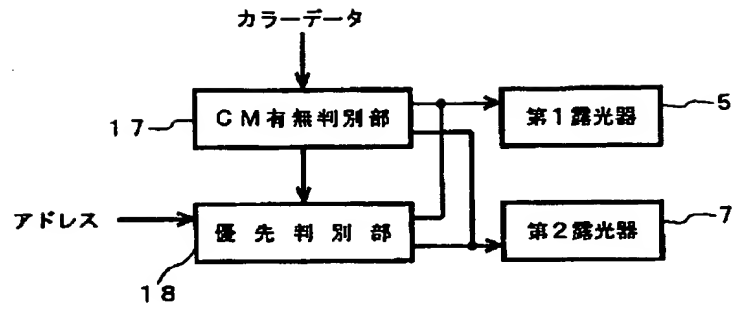 カラーデータ
17
CM有無判別部
第1露光器
5
アドレス
優先判別部
第2露光器
7
18